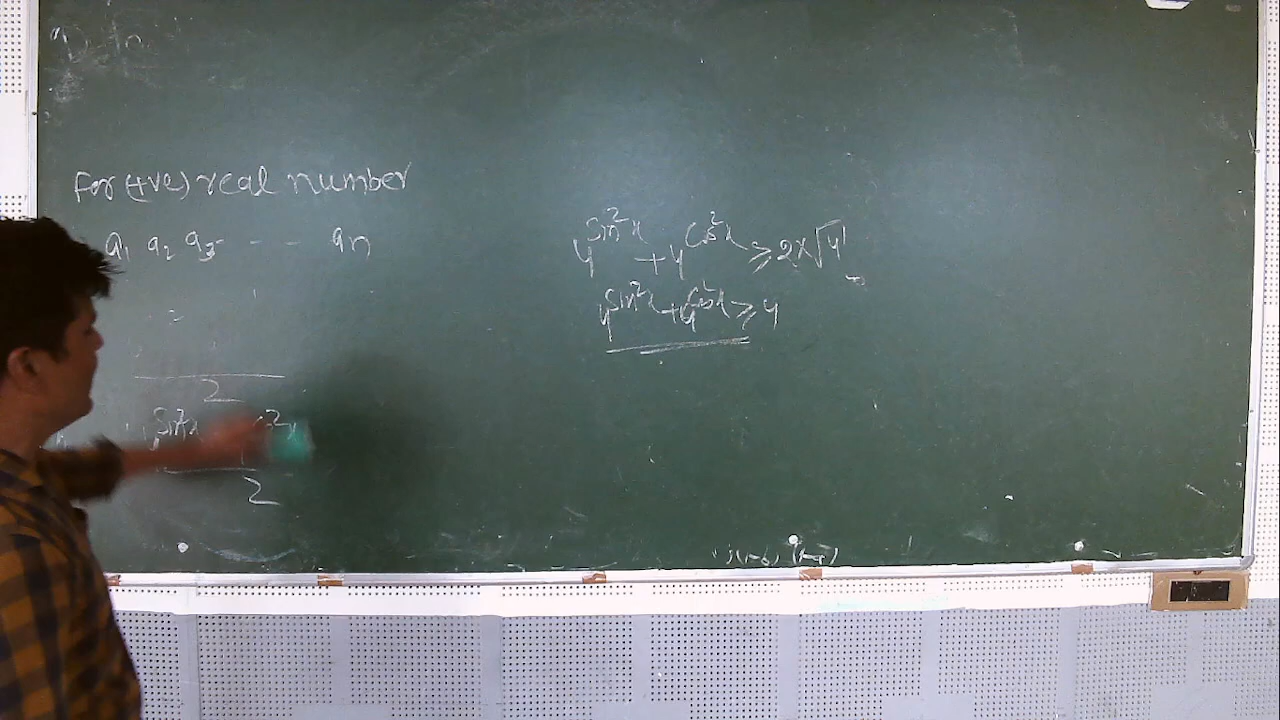 For (+ve) real number
a₁ a₂ a₃ - - - aₙ
2
Sin²x
2
4^Sin²x + 4^Cos²x ≥ 2×√4
4^Sin²x + 4^Cos²x ≥ 4